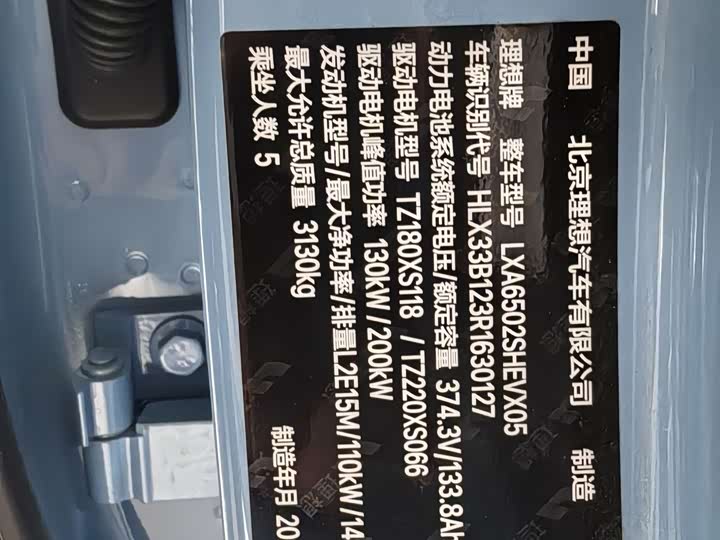 中国 北京理想汽车有限公司 制造
理想牌 整车型号 LXA6502SHEVX05
车辆识别代号 HLX33B123R1630127
动力电池系统额定电压/额定容量 374.3V/133.8Ah
驱动电机型号 TZ180XS118 / TZ220XS066
驱动电机峰值功率 130kW/200kW
发动机型号/最大净功率/排量L2E15M/110kW/14
最大允许总质量 3130kg
乘坐人数 5 制造年月 20